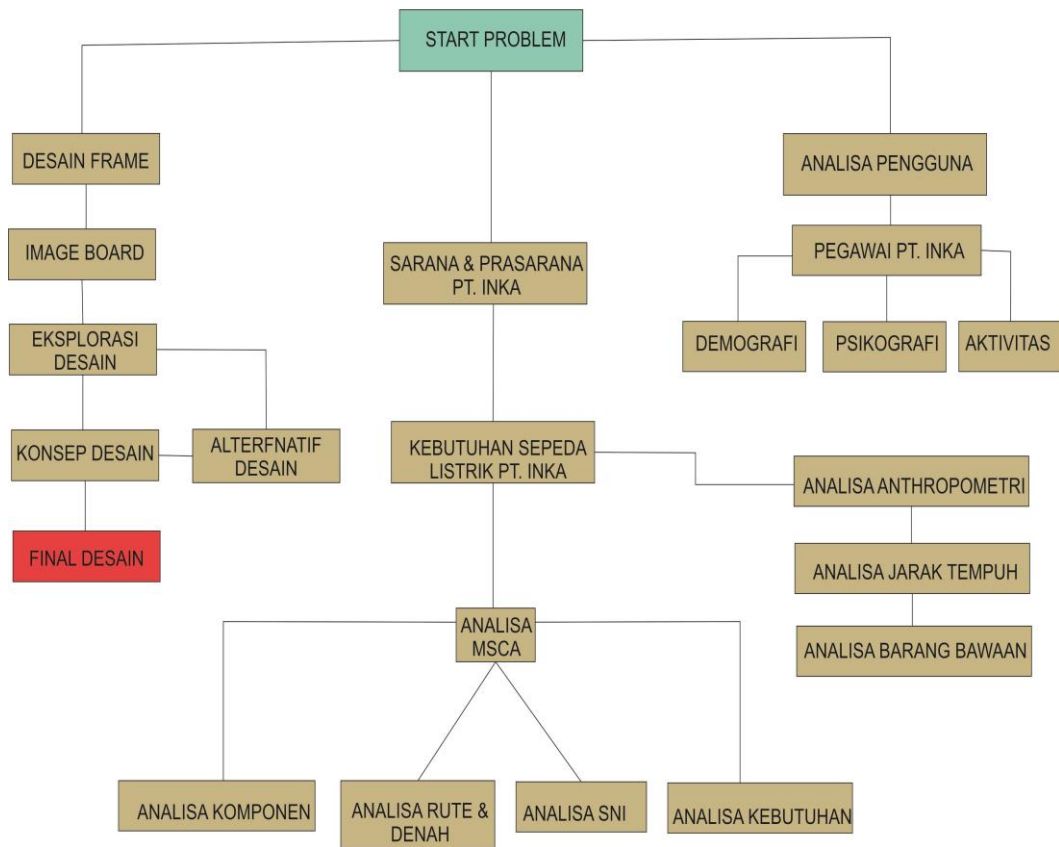 START PROBLEM
DESAIN FRAME
ANALISA PENGGUNA
IMAGE BOARD
SARANA & PRASARANA
PT. INKA
PEGAWAI PT. INKA
EKSPLORASI
DESAIN
DEMOGRAFI
PSIKOGRAFI
AKTIVITAS
KONSEP DESAIN
ALTERFNATIF
DESAIN
KEBUTUHAN SEPEDA
LISTRIK PT. INKA
ANALISA ANTHROPOMETRI
FINAL DESAIN
ANALISA JARAK TEMPUH
ANALISA
MSCA
ANALISA BARANG BAWAAN
ANALISA KOMPONEN
ANALISA RUTE &
DENAH
ANALISA SNI
ANALISA KEBUTUHAN